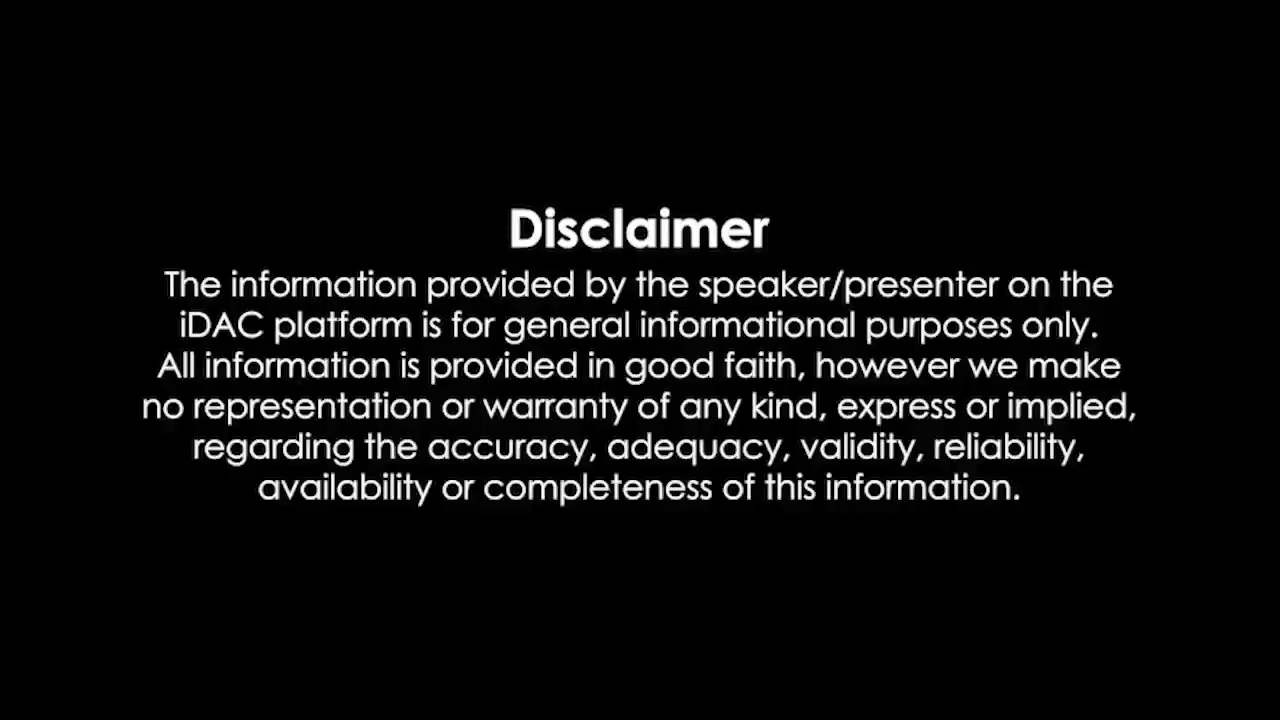 Disclaimer
The information provided by the speaker/presenter on the
iDAC platform is for general informational purposes only.
All information is provided in good faith, however we make
no representation or warranty of any kind, express or implied,
regarding the accuracy, adequacy, validity, reliability,
availability or completeness of this information.